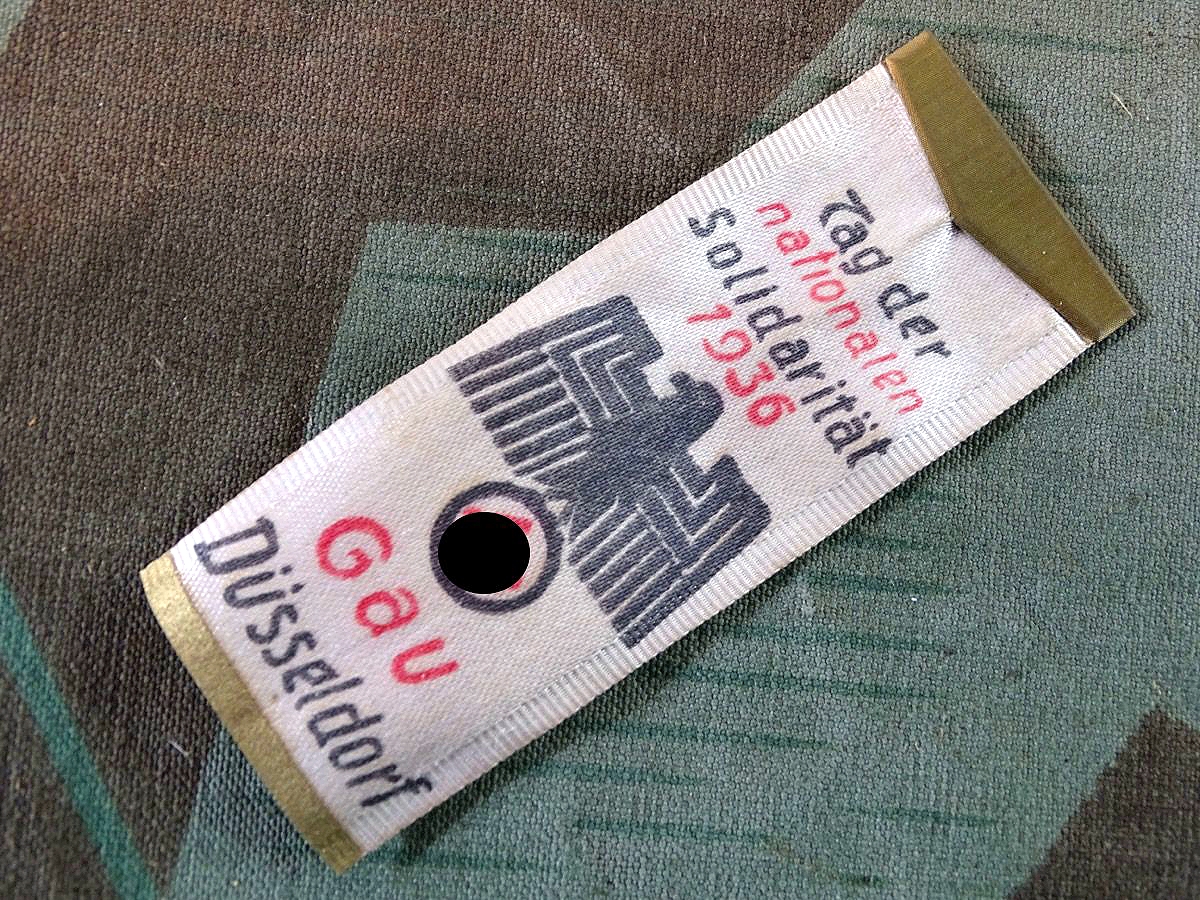 Tag der
nationalen
Solidarität
1936
Gau
Düsseldorf